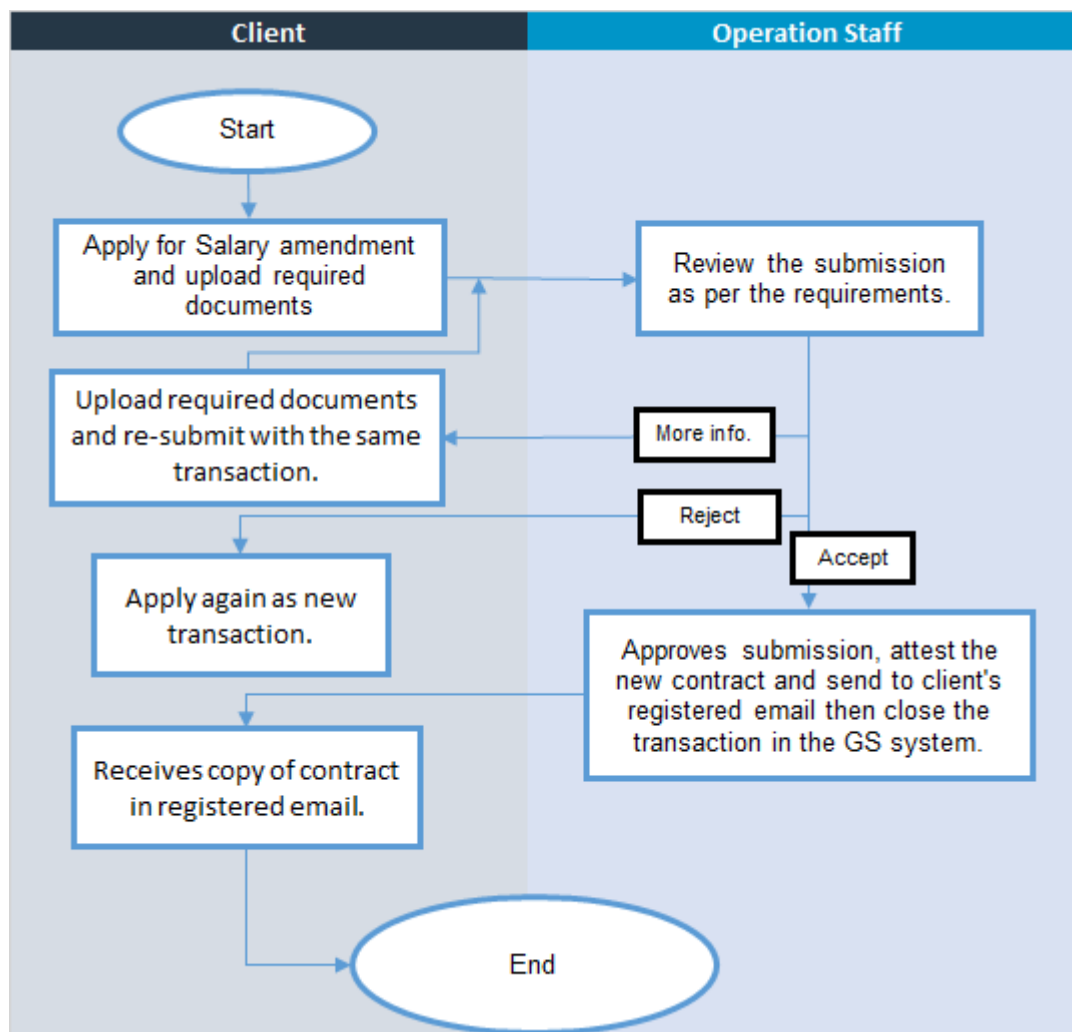 Client
Operation Staff
Start
Apply for Salary amendment
and upload required
documents
Review the submission
as per the requirements.
Upload required documents
and re-submit with the same
transaction.
More info.
Reject
Accept
Apply again as new
transaction.
Approves submission, attest the
new contract and send to client's
registered email then close the
transaction in the GS system.
Receives copy of contract
in registered email.
End